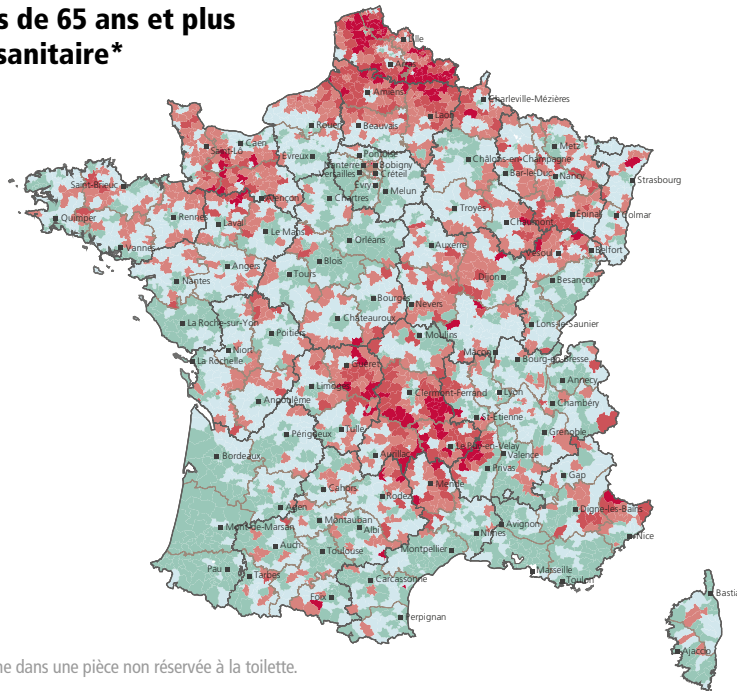 s de 65 ans et plus
sanitaire*
Lille
Arras
Amiens
Charleville-Mézières
Laon
Rouen
Beauvais
Caen
Saint-Lô
Evreux
Pontoise
Nanterre
Bobigny
Versailles
Créteil
Évry
Melun
Châlons-en-Champagne
Metz
Bar-le-Duc
Nancy
Strasbourg
Saint-Brieuc
Alençon
Chartres
Quimper
Rennes
Laval
Le Mans
Troyes
Chaumont
Épinal
Colmar
Orléans
Vannes
Auxerre
Vesoul
Belfort
Angers
Blois
Tours
Dijon
Besançon
Nantes
Bourges
Nevers
La Roche-sur-Yon
Châteauroux
Poitiers
Moulins
Lons-le-Saunier
Niort
Mâcon
Bourg-en-Bresse
La Rochelle
Guéret
Annecy
Limoges
Clermont-Ferrand
Lyon
Angoulême
Chambéry
St-Etienne
Périgueux
Tulle
Grenoble
Bordeaux
Aurillac
Le Puy-en-Velay
Valence
Privas
Cahors
Rodez
Mende
Gap
Agen
Digne-les-Bains
Mont-de-Marsan
Montauban
Albi
Avignon
Nîmes
Nice
Auch
Toulouse
Montpellier
Pau
Tarbes
Marseille
Toulon
Carcassonne
Foix
Bastia
Perpignan
Ajaccio
ne dans une pièce non réservée à la toilette.